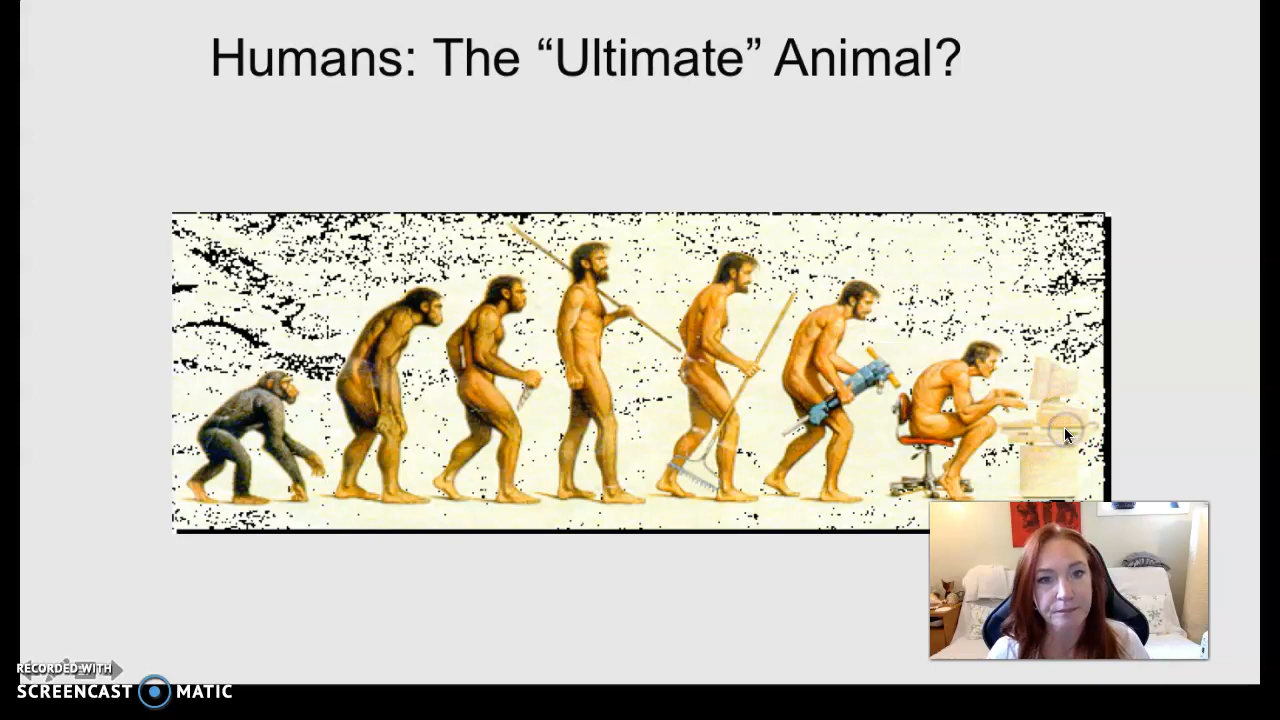 Humans: The “Ultimate” Animal?
RECORDED WITH
SCREENCAST MATIC